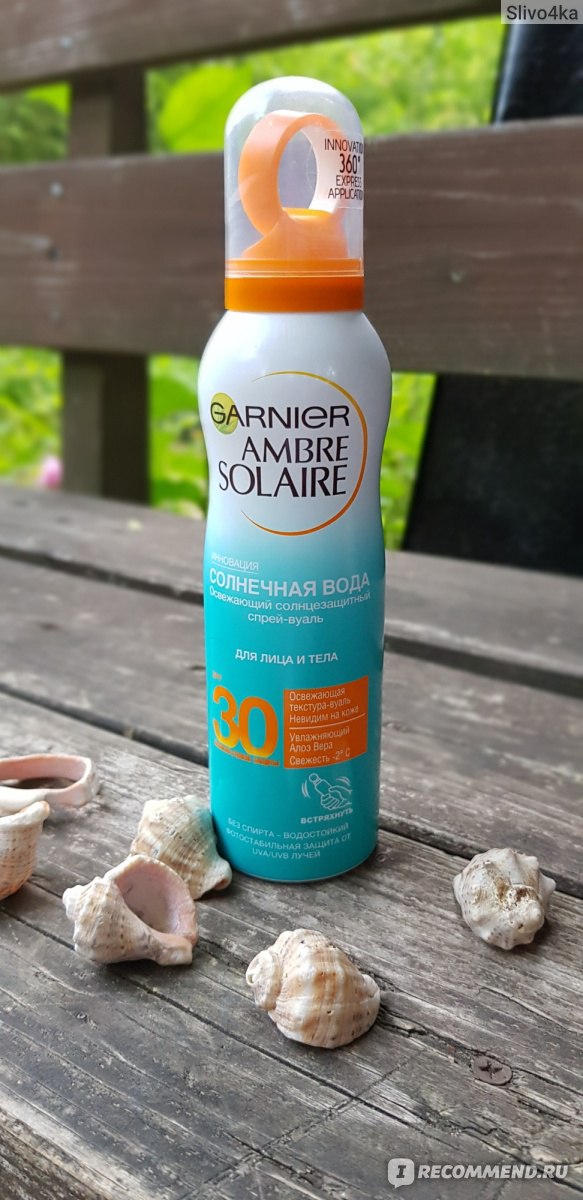 Slivo4ka
INNOVATION
360°
EXPRESS
APPLICATION
GARNIER
AMBRE
SOLAIRE
ИННОВАЦИЯ
СОЛНЕЧНАЯ ВОДА
Освежающий солнцезащитный
спрей-вуаль
ДЛЯ ЛИЦА И ТЕЛА
30
Освежающая
текстура-вуаль
Невидим на коже
Увлажняющий
Алоэ Вера
Свежесть -2° C
ВСТРЯХНУТЬ
БЕЗ СПИРТА – ВОДОСТОЙКИЙ
ФОТОСТАБИЛЬНАЯ ЗАЩИТА ОТ
UVA/UVB ЛУЧЕЙ
I RECOMMEND.RU